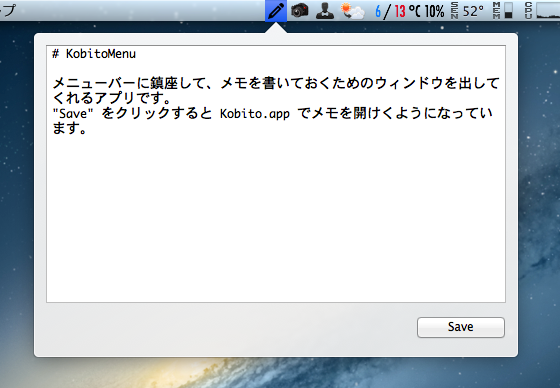 ープ
6/13℃ 10% SEN 52° MEM CPU
# KobitoMenu
メニューバーに鎮座して、メモを書いておくためのウィンドウを出して
くれるアプリです。
"Save" をクリックすると Kobito.app でメモを開けくようになってい
ます。
Save